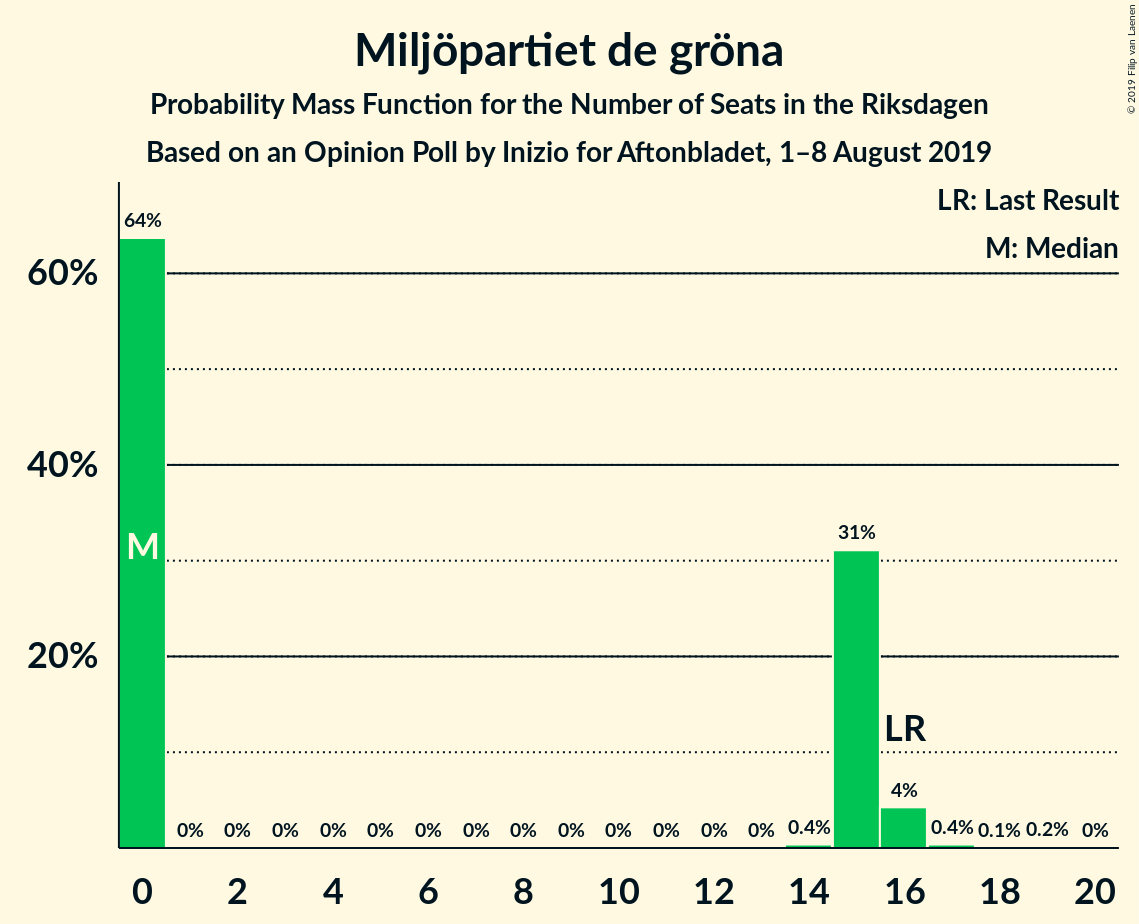 Miljöpartiet de gröna
Probability Mass Function for the Number of Seats in the Riksdagen
Based on an Opinion Poll by Inizio for Aftonbladet, 1–8 August 2019
© 2019 Filip van Laenen
LR: Last Result
M: Median
64%
60%
40%
M
31%
20%
LR
4%
0% 0% 0% 0% 0% 0% 0% 0% 0% 0% 0% 0% 0% 0.4% 0.4% 0.1% 0.2% 0%
0 2 4 6 8 10 12 14 16 18 20